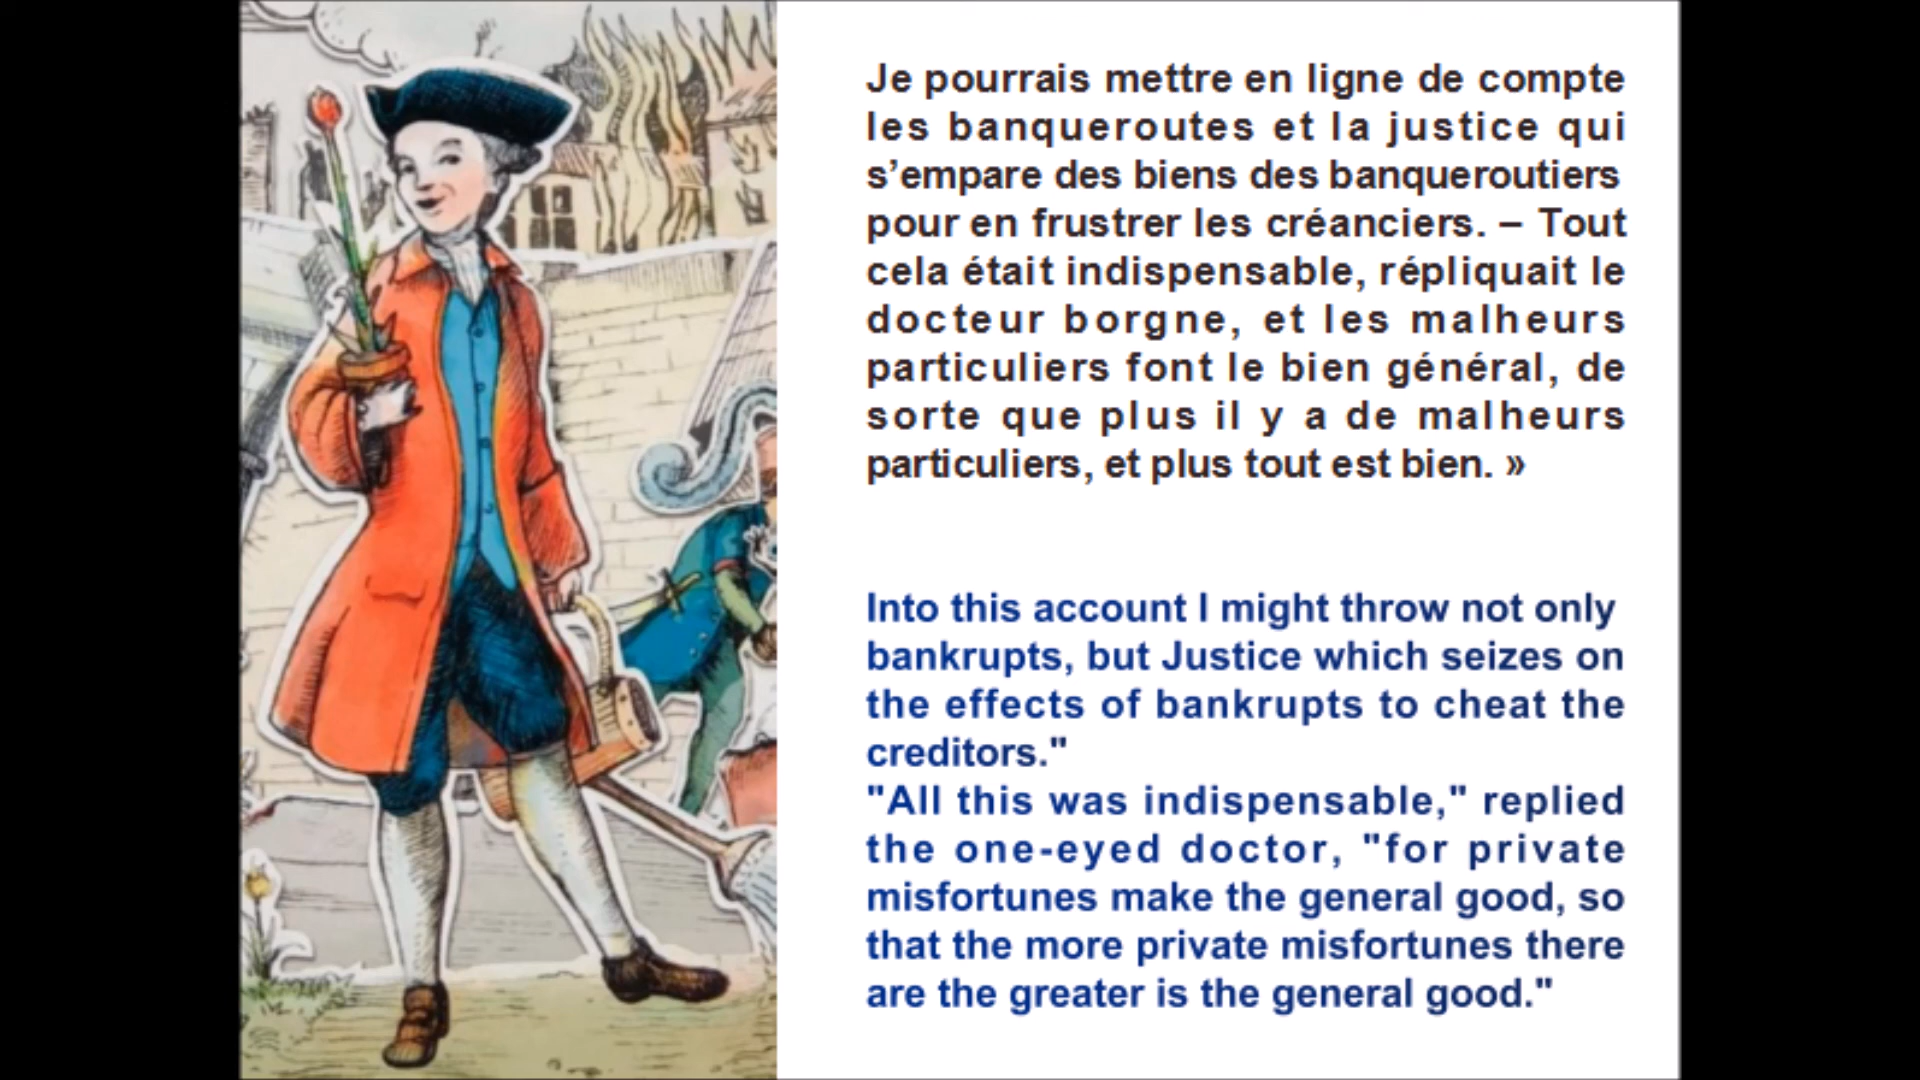 Je pourrais mettre en ligne de compte
les banqueroutes et la justice qui
s’empare des biens des banqueroutiers
pour en frustrer les créanciers. – Tout
cela était indispensable, répliquait le
docteur borgne, et les malheurs
particuliers font le bien général, de
sorte que plus il y a de malheurs
particuliers, et plus tout est bien. »
Into this account I might throw not only
bankrupts, but Justice which seizes on
the effects of bankrupts to cheat the
creditors."
"All this was indispensable," replied
the one-eyed doctor, "for private
misfortunes make the general good, so
that the more private misfortunes there
are the greater is the general good."